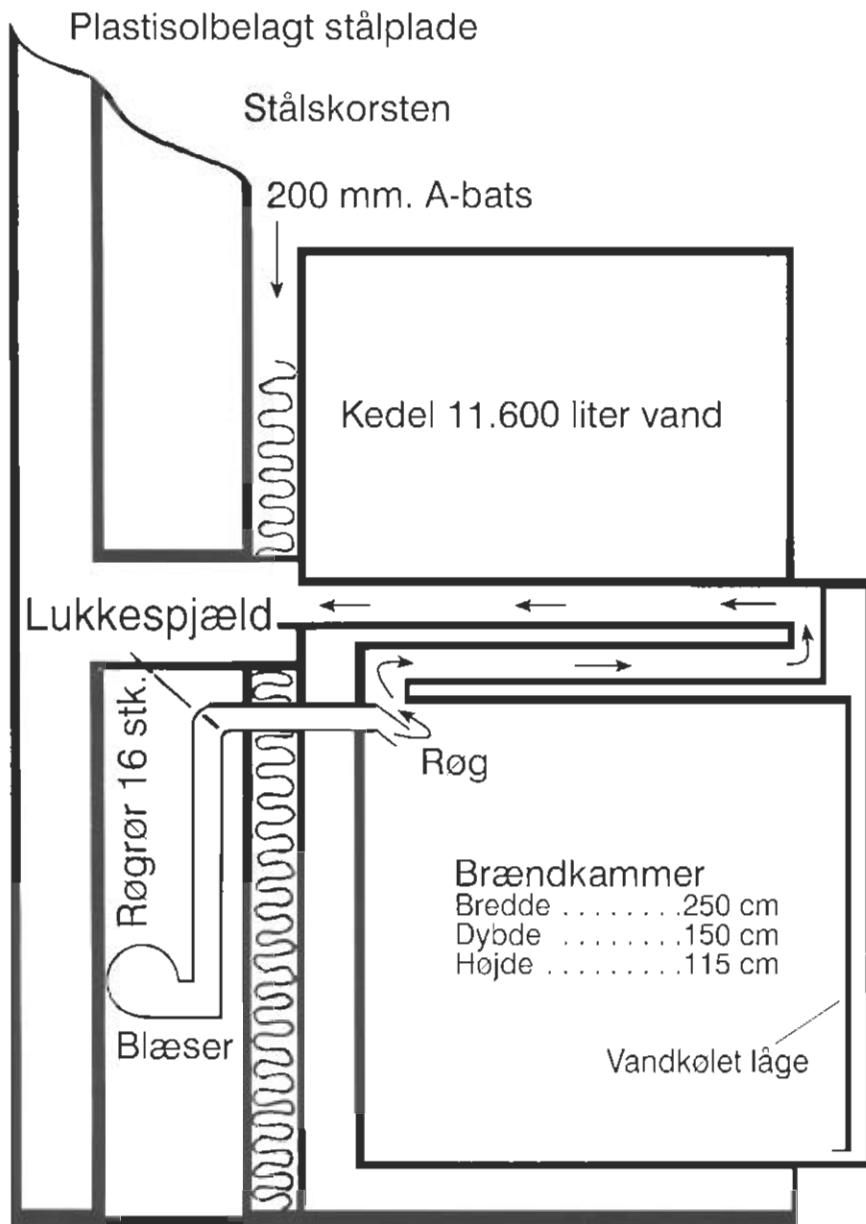 Plastisolbelagt stålplade
Stålskorsten
200 mm. A-bats
Kedel 11.600 liter vand
Lukkespjæld
Røgrør 16 stk.
Røg
Brændkammer
Bredde . . . . . . . .250 cm
Dybde . . . . . . . .150 cm
Højde . . . . . . . . .115 cm
Blæser
Vandkølet låge